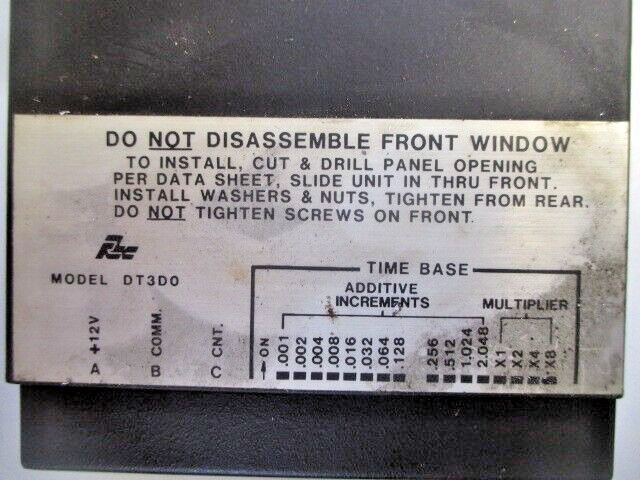 DO NOT DISASSEMBLE FRONT WINDOW
TO INSTALL, CUT & DRILL PANEL OPENING
PER DATA SHEET, SLIDE UNIT IN THRU FRONT.
INSTALL WASHERS & NUTS, TIGHTEN FROM REAR.
DO NOT TIGHTEN SCREWS ON FRONT.
MODEL DT3D0
TIME BASE
ADDITIVE
INCREMENTS
MULTIPLIER
+12V
COMM.
CNT.
ON
.001
.002
.004
.008
.016
.032
.064
.128
.256
.512
1.024
2.048
X1
X2
X4
X8
A B C